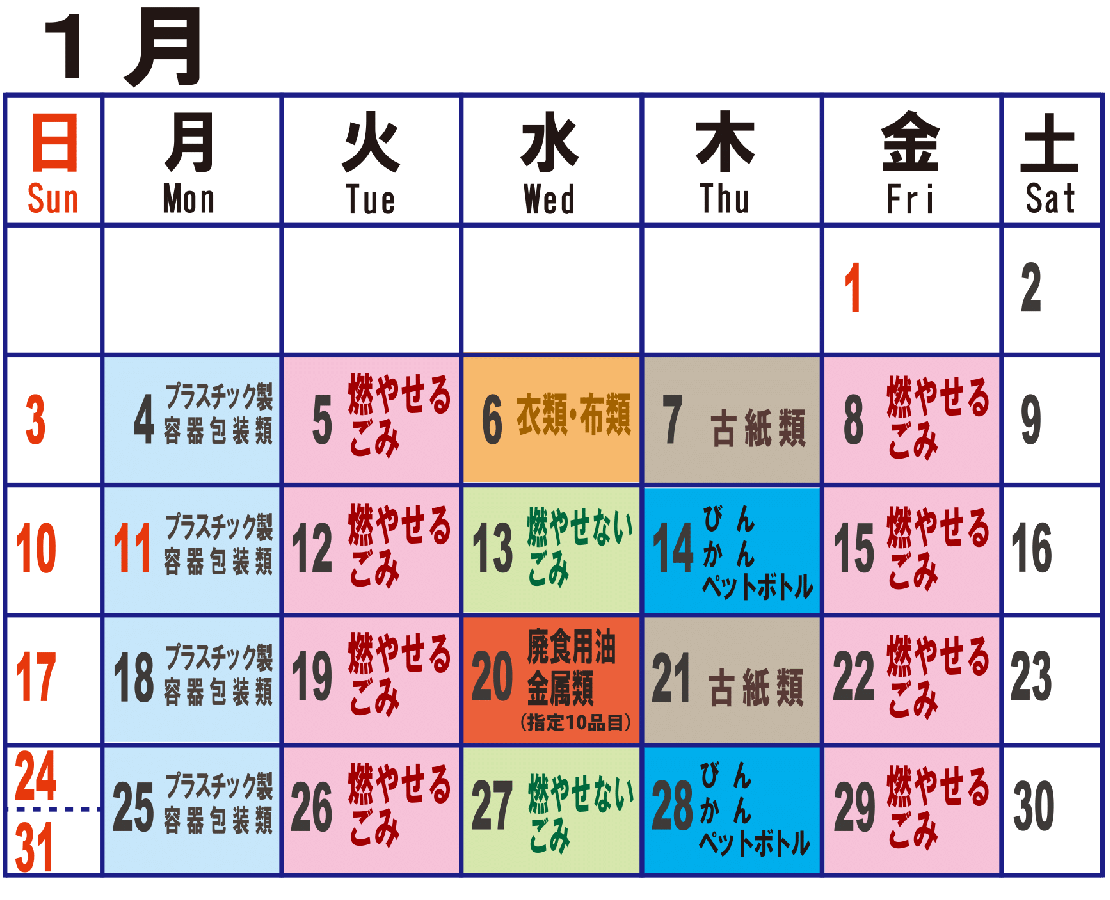 1月
日 月 火 水 木 金 土
Sun Mon Tue Wed Thu Fri Sat
1 2
3
4 プラスチック製
容器包装類
5 燃やせる
ごみ
6 衣類・布類
7 古紙類
8 燃やせる
ごみ
9
10
11 プラスチック製
容器包装類
12 燃やせる
ごみ
13 燃やせない
ごみ
14 びん
かん
ペットボトル
15 燃やせる
ごみ
16
17
18 プラスチック製
容器包装類
19 燃やせる
ごみ
20 廃食用油
金属類
(指定10品目)
21 古紙類
22 燃やせる
ごみ
23
24
31
25 プラスチック製
容器包装類
26 燃やせる
ごみ
27 燃やせない
ごみ
28 びん
かん
ペットボトル
29 燃やせる
ごみ
30